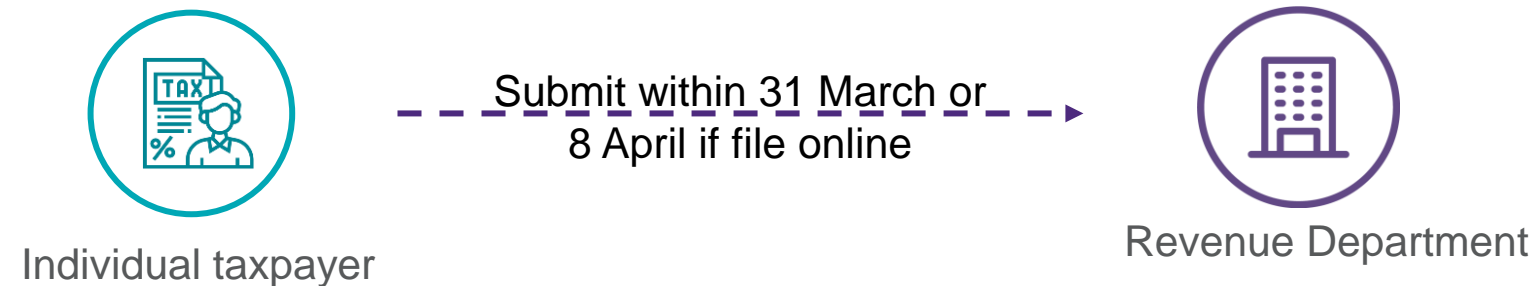 TAX
%
Submit within 31 March or
8 April if file online
Individual taxpayer
Revenue Department